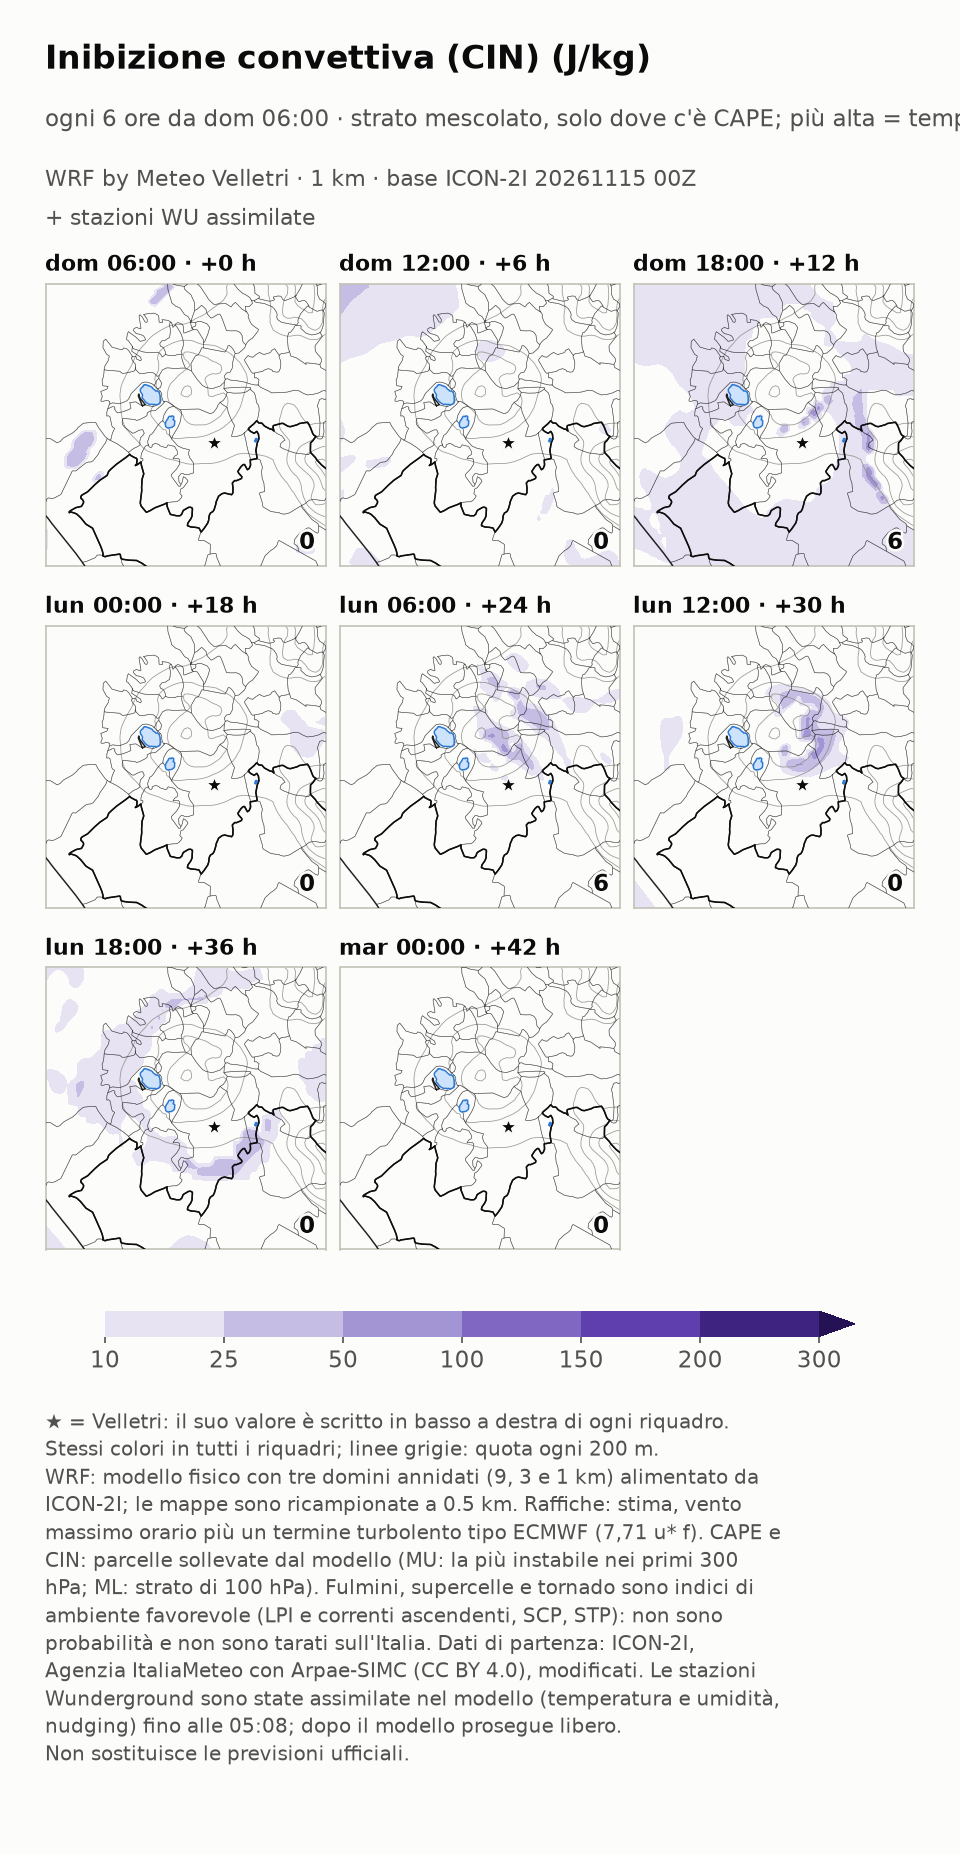 Inibizione convettiva (CIN) (J/kg)
ogni 6 ore da dom 06:00 · strato mescolato, solo dove c'è CAPE; più alta =
WRF by Meteo Velletri · 1 km · base ICON-2I 20261115 00Z
+ stazioni WU assimilate
dom 06:00 · +0 h
dom 12:00 · +6 h
dom 18:00 · +12 h
0
0
6
lun 00:00 · +18 h
lun 06:00 · +24 h
lun 12:00 · +30 h
0
6
0
lun 18:00 · +36 h
mar 00:00 · +42 h
0
0
10 25 50 100 150 200 300
★ = Velletri: il suo valore è scritto in basso a destra di ogni riquadro.
Stessi colori in tutti i riquadri; linee grigie: quota ogni 200 m.
WRF: modello fisico con tre domini annidati (9, 3 e 1 km) alimentato da
ICON-2I; le mappe sono ricampionate a 0.5 km. Raffiche: stima, vento
massimo orario più un termine turbolento tipo ECMWF (7,71 u* f). CAPE e
CIN: parcelle sollevate dal modello (MU: la più instabile nei primi 300
hPa; ML: strato di 100 hPa). Fulmini, supercelle e tornado sono indici di
ambiente favorevole (LPI e correnti ascendenti, SCP, STP): non sono
probabilità e non sono tarati sull'Italia. Dati di partenza: ICON-2I,
Agenzia ItaliaMeteo con Arpae-SIMC (CC BY 4.0), modificati. Le stazioni
Wunderground sono state assimilate nel modello (temperatura e umidità,
nudging) fino alle 05:08; dopo il modello prosegue libero.
Non sostituisce le previsioni ufficiali.